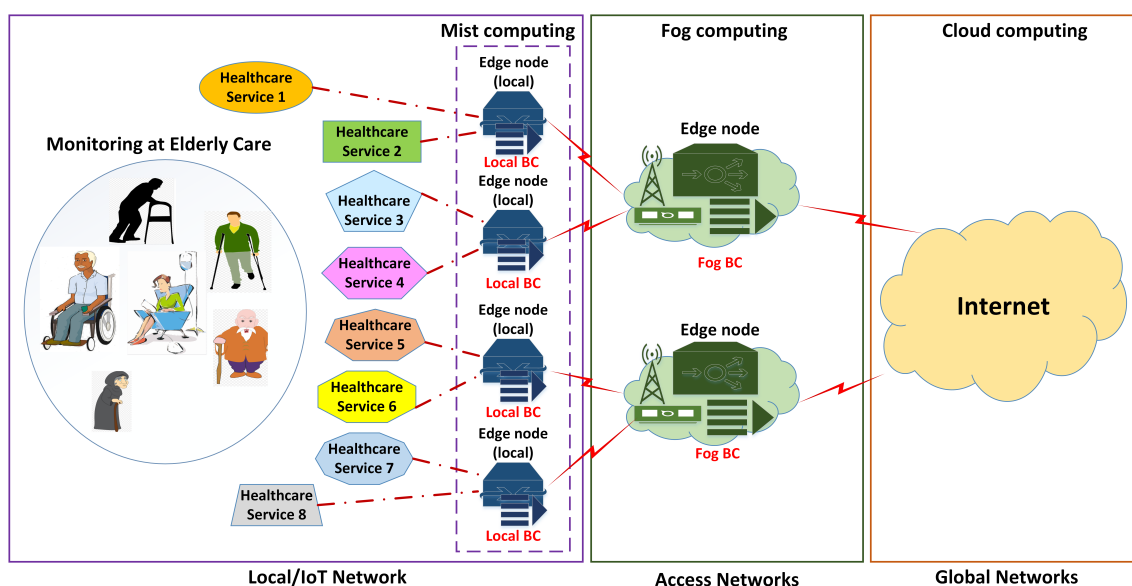 Mist computing
Fog computing
Cloud computing
Edge node
(local)
Healthcare
Service 1
Healthcare
Service 2
Local BC
Monitoring at Elderly Care
Edge node
(local)
Healthcare
Service 3
Healthcare
Service 4
Local BC
Edge node
Fog BC
Edge node
(local)
Healthcare
Service 5
Healthcare
Service 6
Local BC
Edge node
Fog BC
Edge node
(local)
Healthcare
Service 7
Healthcare
Service 8
Local BC
Internet
Local/IoT Network
Access Networks
Global Networks